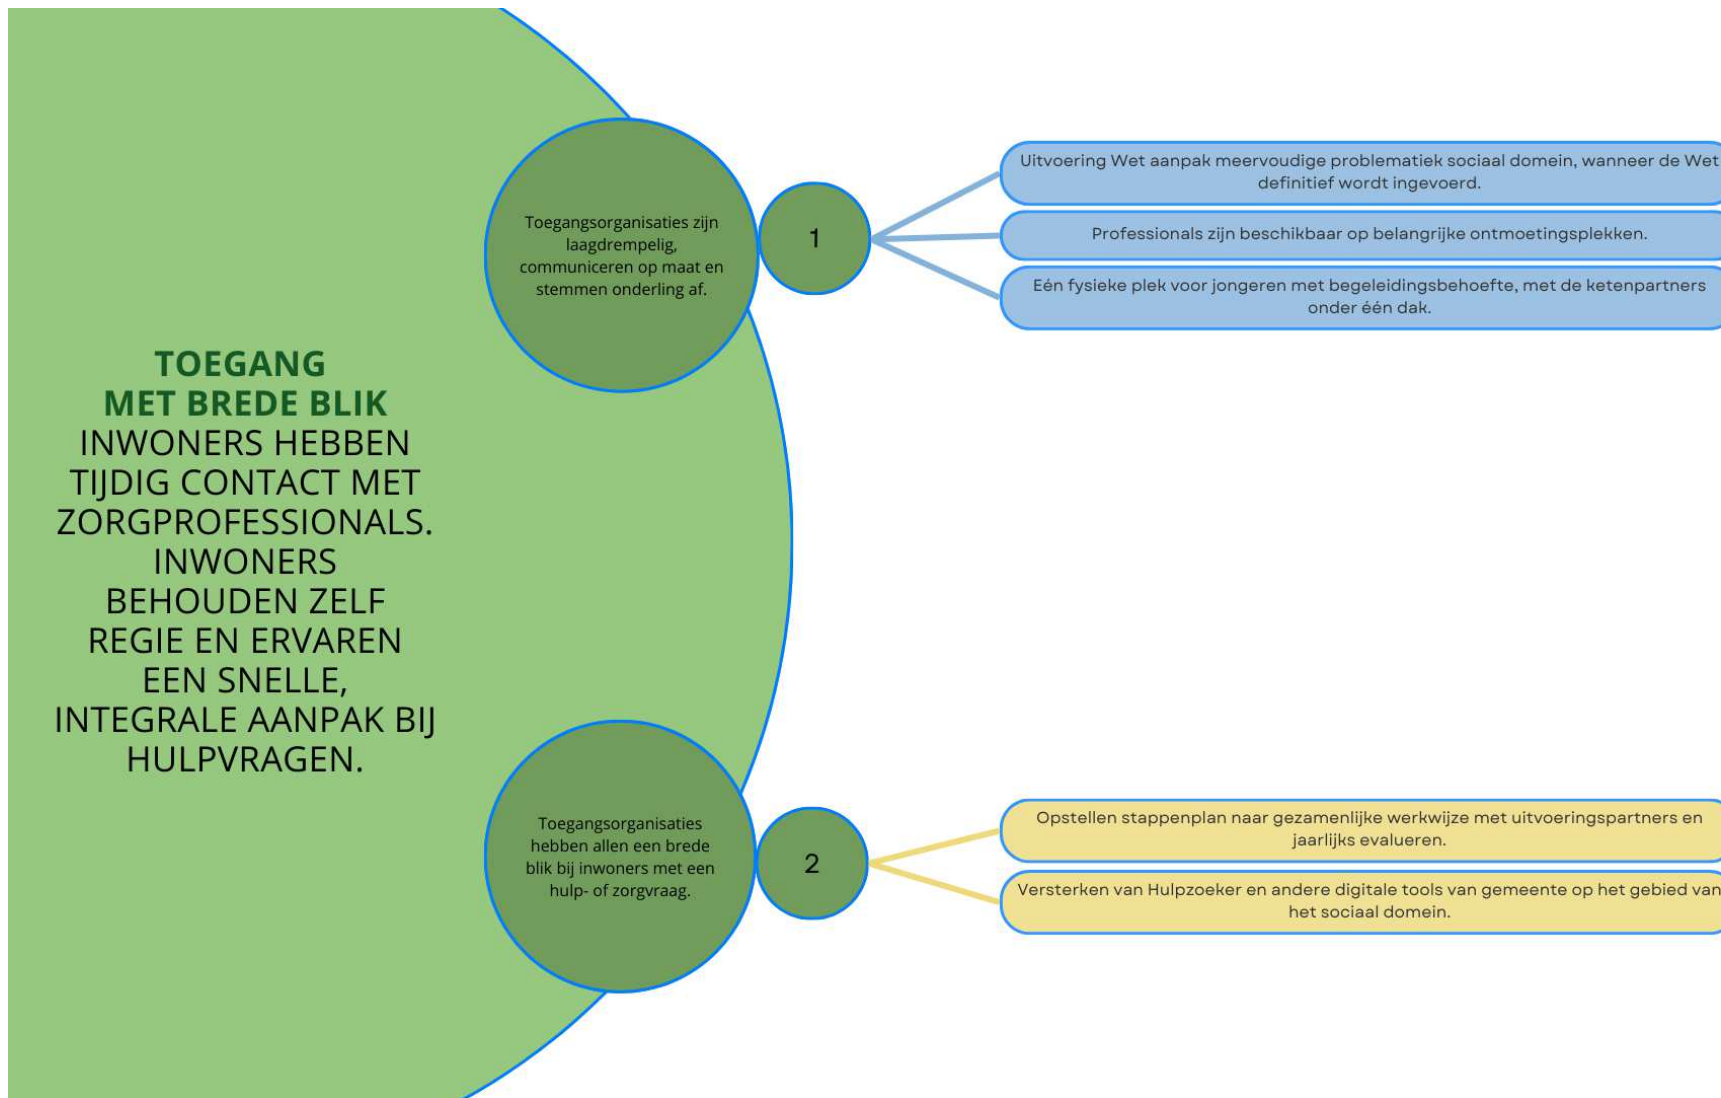 TOEGANG
MET BREDE BLIK
INWONERS HEBBEN
TIJDIG CONTACT MET
ZORGPROFESSIONALS.
INWONERS
BEHOUDEN ZELF
REGIE EN ERVAREN
EEN SNELLE,
INTEGRALE AANPAK BIJ
HULPVRAGEN.
Toegangsorganisaties zijn
laagdrempelig,
communiceren op maat en
stemmen onderling af.
1
Uitvoering Wet aanpak meervoudige problematiek sociaal domein, wanneer de Wet
definitief wordt ingevoerd.
Professionals zijn beschikbaar op belangrijke ontmoetingsplekken.
Eén fysieke plek voor jongeren met begeleidingsbehoefte, met de ketenpartners
onder één dak.
Toegangsorganisaties
hebben allen een brede
blik bij inwoners met een
hulp- of zorgvraag.
2
Opstellen stappenplan naar gezamenlijke werkwijze met uitvoeringspartners en
jaarlijks evalueren.
Versterken van Hulpzoeker en andere digitale tools van gemeente op het gebied van
het sociaal domein.